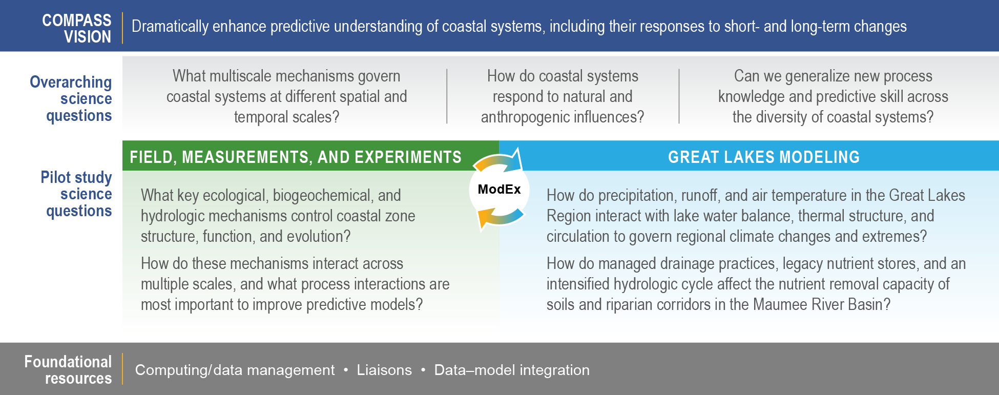 COMPASS
VISION
Dramatically enhance predictive understanding of coastal systems, including their responses to short- and long-term changes
Overarching
science
questions
What multiscale mechanisms govern
coastal systems at different spatial and
temporal scales?
How do coastal systems
respond to natural and
anthropogenic influences?
Can we generalize new process
knowledge and predictive skill across
the diversity of coastal systems?
Pilot study
science
questions
FIELD, MEASUREMENTS, AND EXPERIMENTS
What key ecological, biogeochemical, and
hydrologic mechanisms control coastal zone
structure, function, and evolution?
How do these mechanisms interact across
multiple scales, and what process interactions are
most important to improve predictive models?
ModEx
GREAT LAKES MODELING
How do precipitation, runoff, and air temperature in the Great Lakes
Region interact with lake water balance, thermal structure, and
circulation to govern regional climate changes and extremes?
How do managed drainage practices, legacy nutrient stores, and an
intensified hydrologic cycle affect the nutrient removal capacity of
soils and riparian corridors in the Maumee River Basin?
Foundational
resources
Computing/data management • Liaisons • Data–model integration